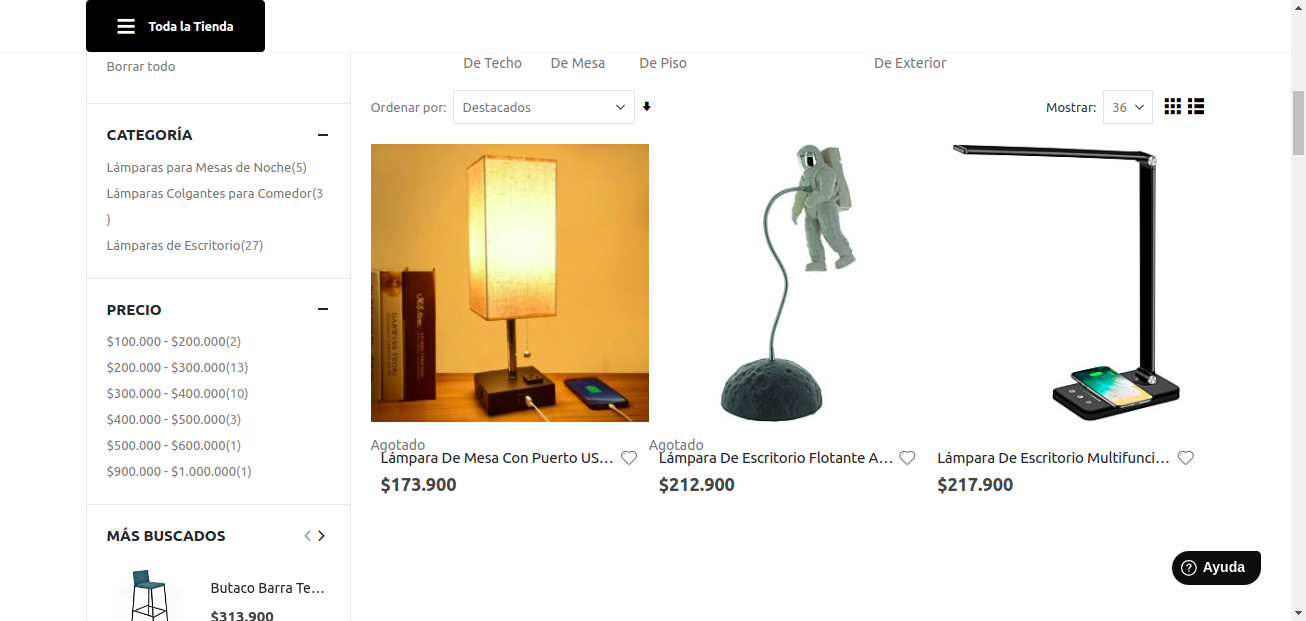 Toda la Tienda
Borrar todo
De Techo De Mesa De Piso De Exterior
Ordenar por: Destacados
Mostrar: 36
CATEGORÍA
Lámparas para Mesas de Noche(5)
Lámparas Colgantes para Comedor(3
)
Lámparas de Escritorio(27)
PRECIO
$100.000 - $200.000(2)
$200.000 - $300.000(13)
$300.000 - $400.000(10)
$400.000 - $500.000(3)
$500.000 - $600.000(1)
$900.000 - $1.000.000(1)
MÁS BUSCADOS
Butaco Barra Te...
$313.900
Agotado
Lámpara De Mesa Con Puerto US...
$173.900
Agotado
Lámpara De Escritorio Flotante A...
$212.900
Lámpara De Escritorio Multifunci...
$217.900
Ayuda